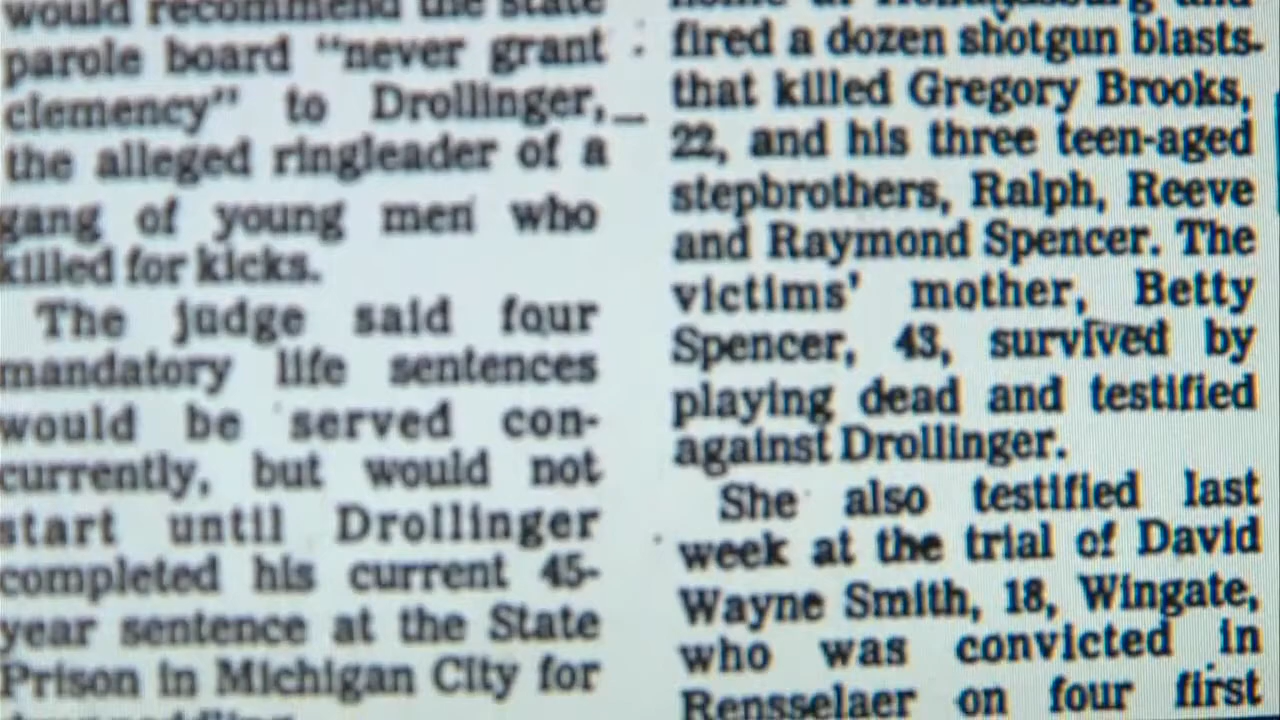 would recommend the state
parole board "never grant
clemency" to Drollinger,
the alleged ringleader of a
gang of young men who
killed for kicks.
The judge said four
mandatory life sentences
would be served con-
currently, but would not
start until Drollinger
completed his current 45-
year sentence at the State
Prison in Michigan City for
fired a dozen shotgun blasts
that killed Gregory Brooks,
22, and his three teen-aged
stepbrothers, Ralph, Reeve
and Raymond Spencer. The
victims' mother, Betty
Spencer, 43, survived by
playing dead and testified
against Drollinger.
She also testified last
week at the trial of David
Wayne Smith, 18, Wingate,
who was convicted in
Rensselaer on four first